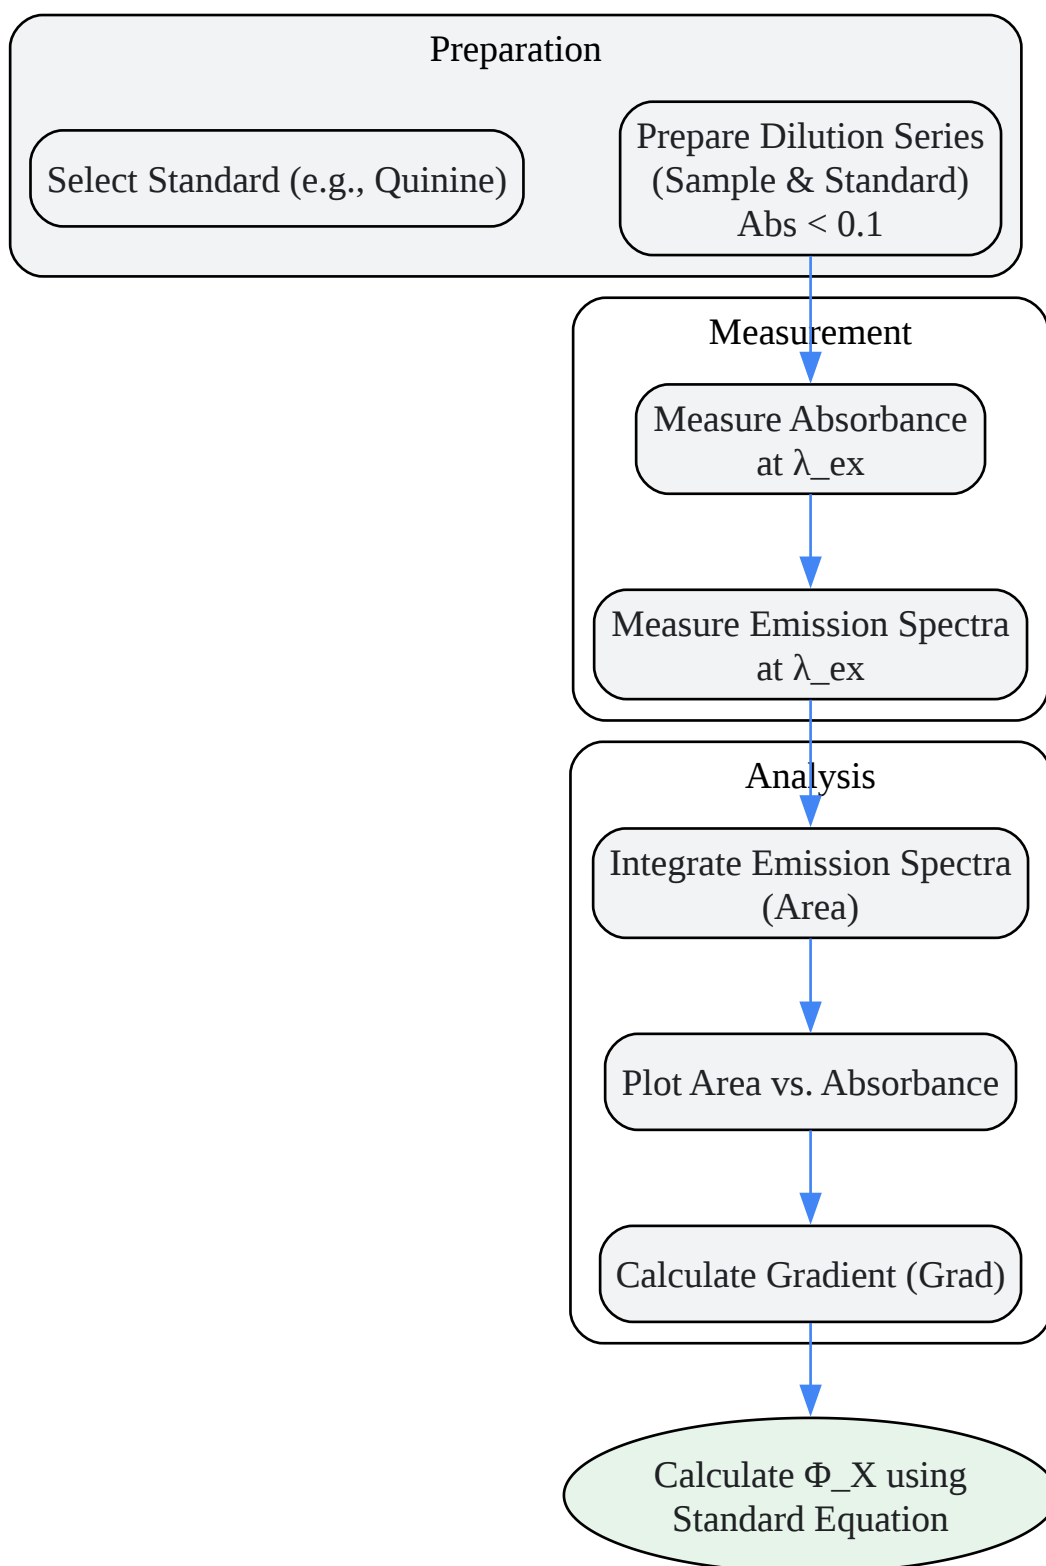 Preparation
Select Standard (e.g., Quinine)
Prepare Dilution Series
(Sample & Standard)
Abs < 0.1
Measurement
Measure Absorbance
at λ_ex
Measure Emission Spectra
at λ_ex
Analysis
Integrate Emission Spectra
(Area)
Plot Area vs. Absorbance
Calculate Gradient (Grad)
Calculate Φ_X using
Standard Equation